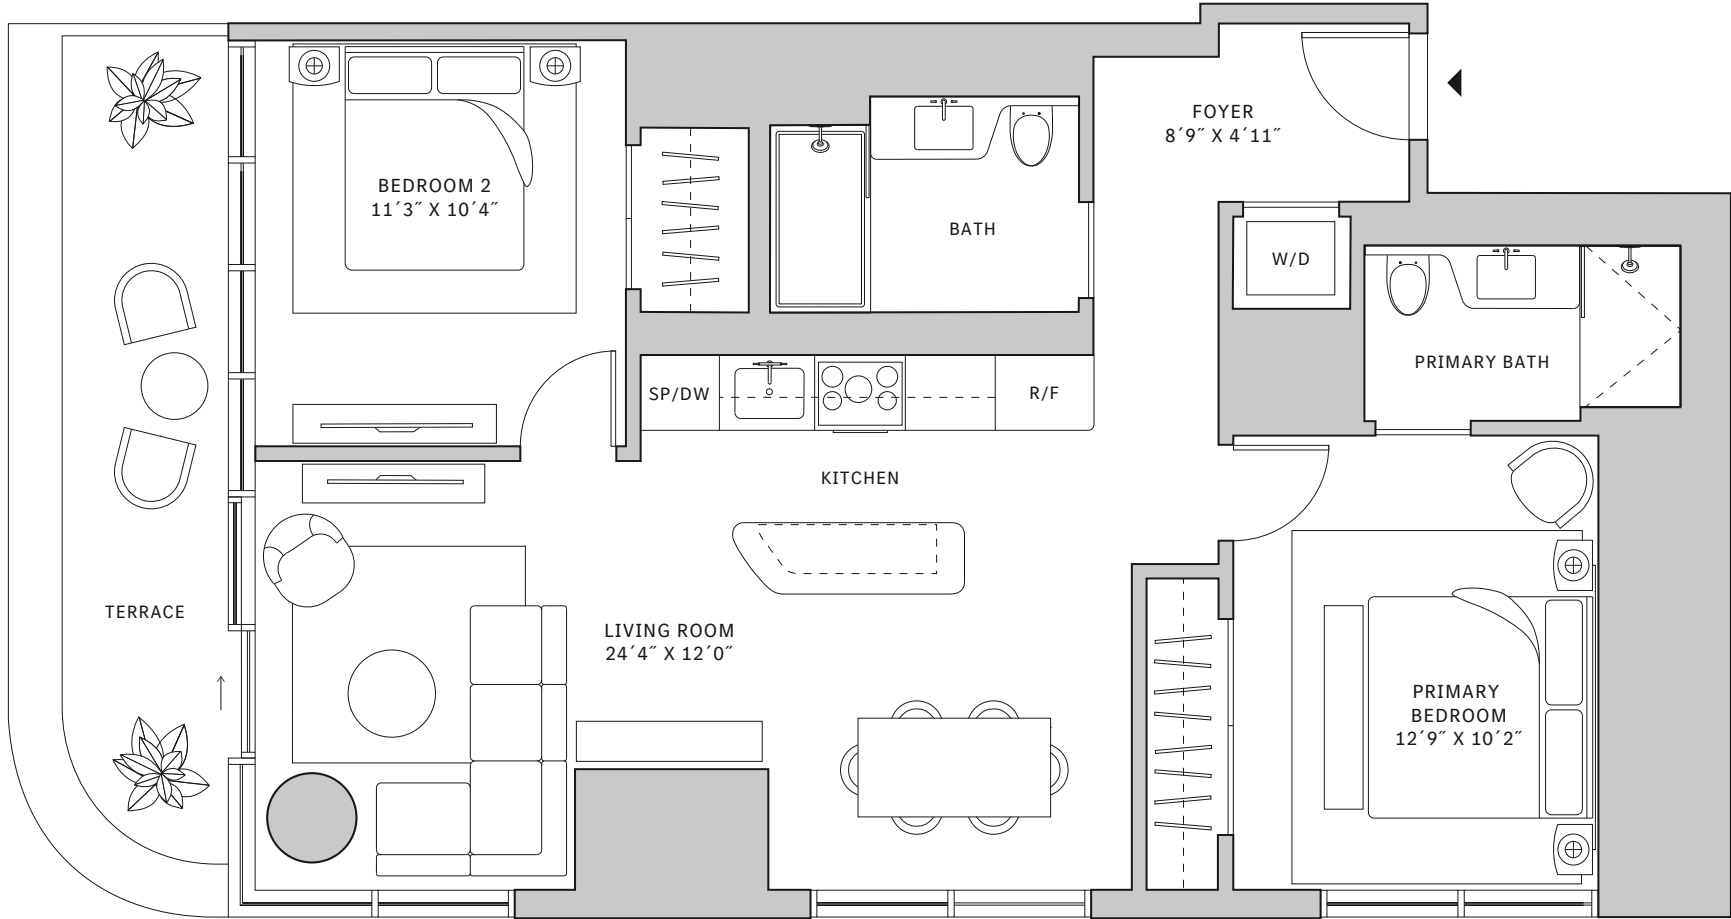 FOYER
8´9˝ X 4´11˝
BEDROOM 2
11´3˝ X 10´4˝
BATH
W/D
PRIMARY BATH
SP/DW
R/F
KITCHEN
TERRACE
LIVING ROOM
24´4˝ X 12´0˝
PRIMARY
BEDROOM
12´9˝ X 10´2˝